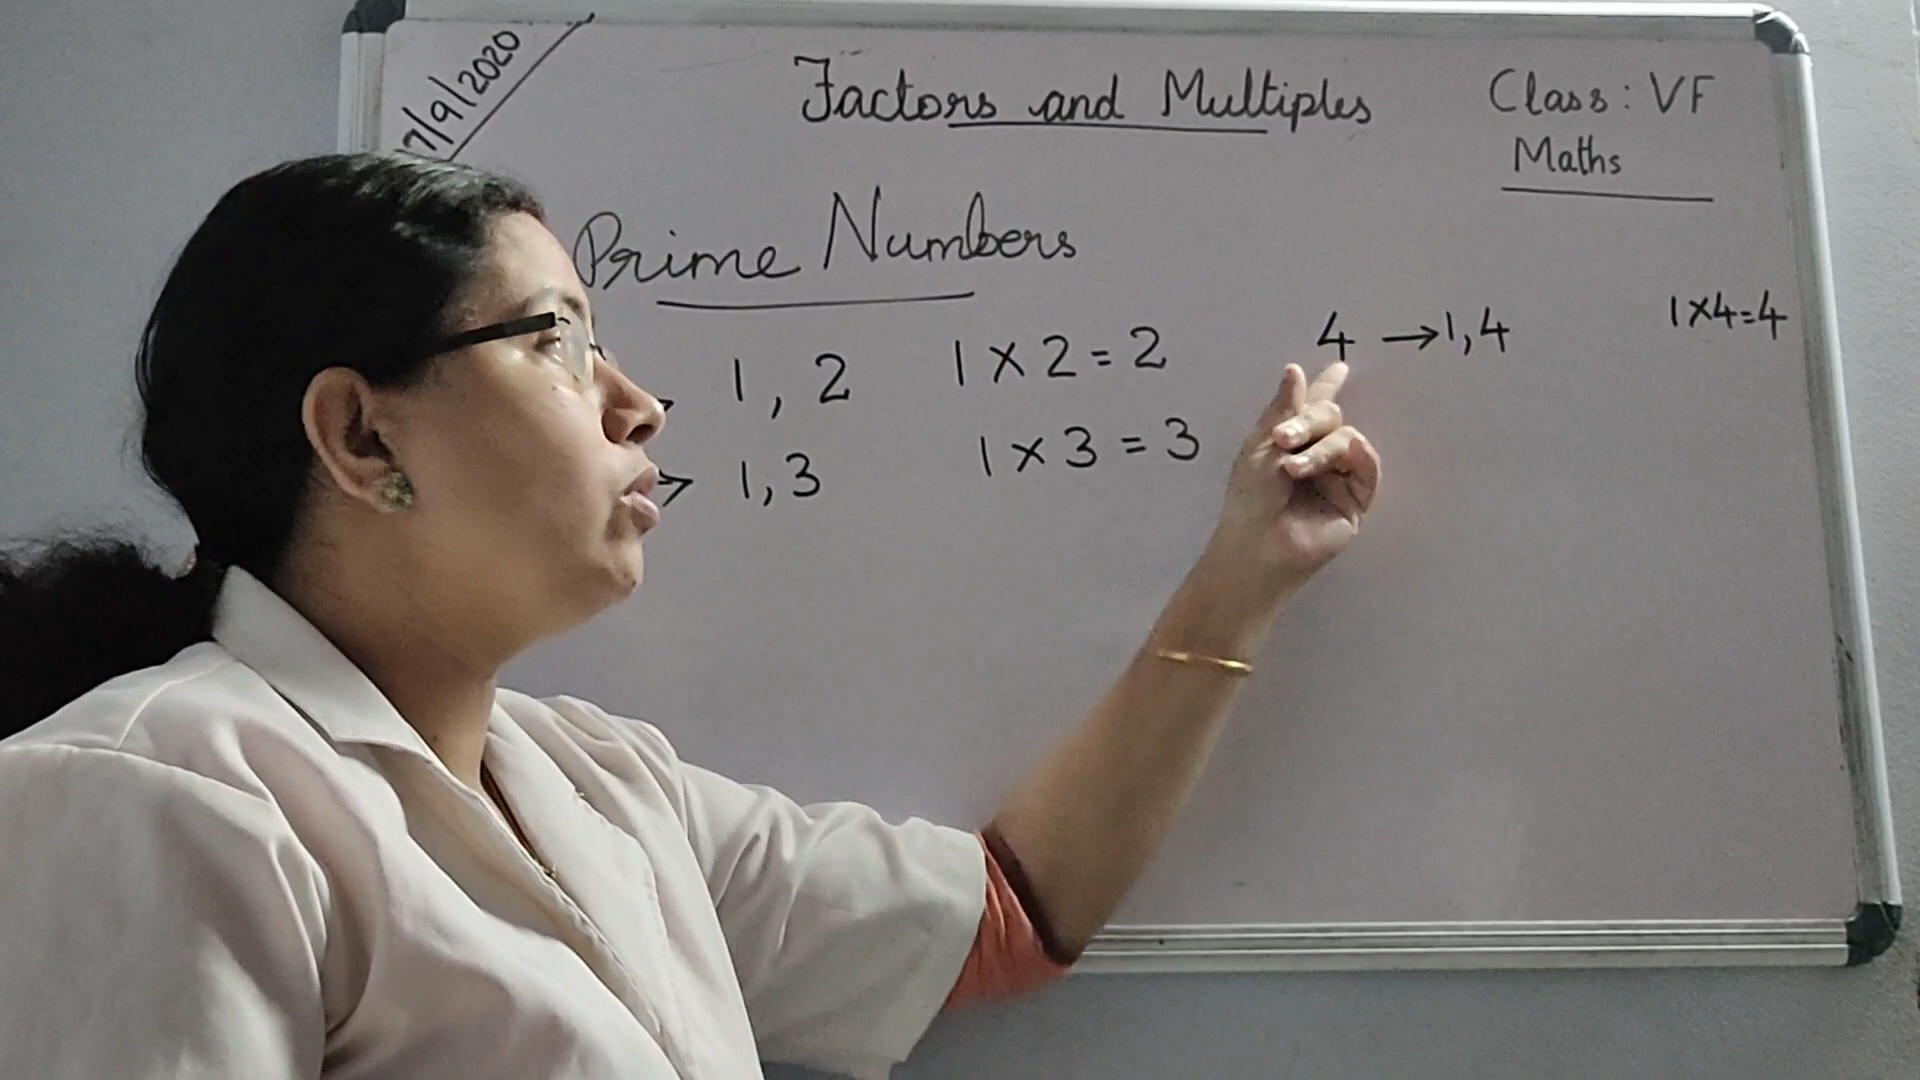 7/9/2020
Factors and Multiples
Class: VF
Maths
Prime Numbers
→ 1, 2 1 × 2 = 2
→ 1, 3 1 × 3 = 3
4 → 1, 4 1 × 4 = 4